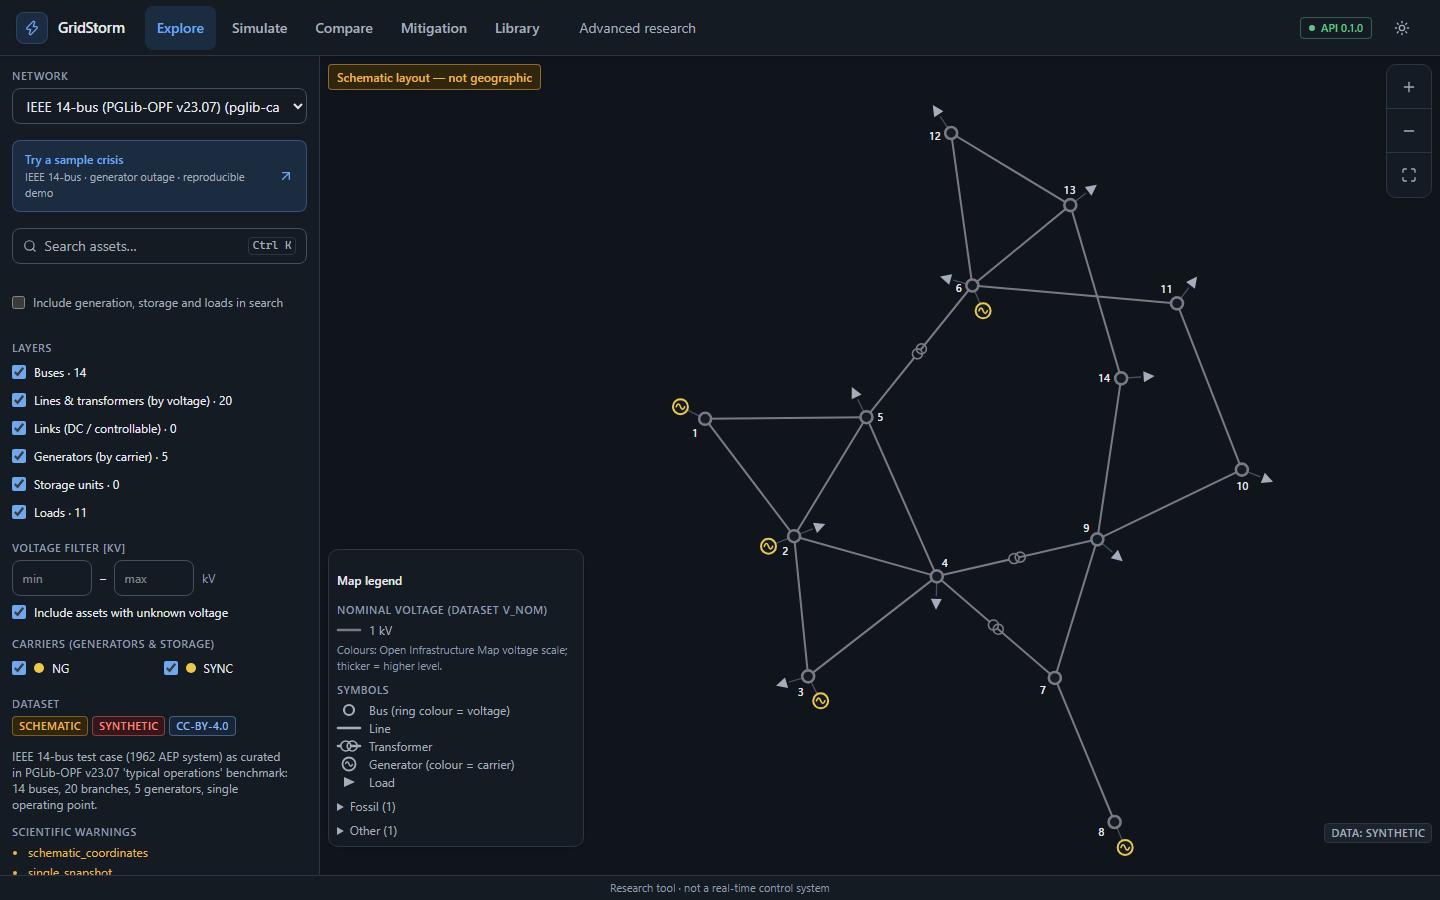 GridStorm
Explore
Simulate
Compare
Mitigation
Library
Advanced research
API 0.1.0
NETWORK
IEEE 14-bus (PGLib-OPF v23.07) (pglib-ca
Try a sample crisis
IEEE 14-bus · generator outage · reproducible
demo
Search assets...
Ctrl K
Include generation, storage and loads in search
LAYERS
Buses · 14
Lines & transformers (by voltage) · 20
Links (DC / controllable) · 0
Generators (by carrier) · 5
Storage units · 0
Loads · 11
VOLTAGE FILTER [KV]
min – max kV
Include assets with unknown voltage
CARRIERS (GENERATORS & STORAGE)
NG
SYNC
DATASET
SCHEMATIC
SYNTHETIC
CC-BY-4.0
IEEE 14-bus test case (1962 AEP system) as curated
in PGLib-OPF v23.07 'typical operations' benchmark:
14 buses, 20 branches, 5 generators, single
operating point.
SCIENTIFIC WARNINGS
schematic_coordinates
single_snapshot
Schematic layout — not geographic
12
13
6
11
14
5
1
10
9
2
4
3
7
8
Map legend
NOMINAL VOLTAGE (DATASET V_NOM)
1 kV
Colours: Open Infrastructure Map voltage scale;
thicker = higher level.
SYMBOLS
Bus (ring colour = voltage)
Line
Transformer
Generator (colour = carrier)
Load
Fossil (1)
Other (1)
DATA: SYNTHETIC
Research tool · not a real-time control system